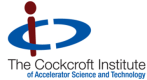 The Cockcroft Institute
of Accelerator Science and Technology